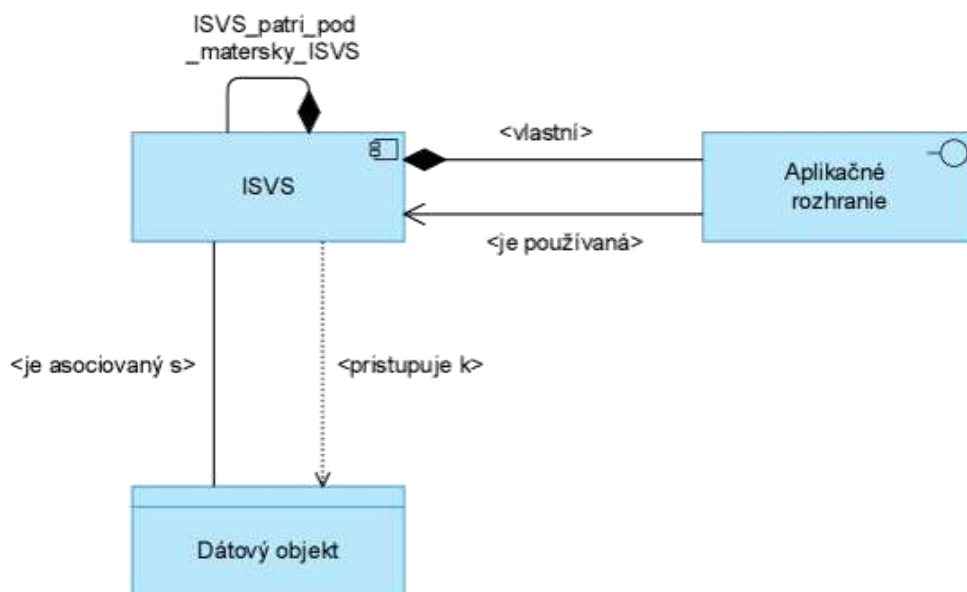 ISVS_patri_pod
_matersky_ISVS
<vlastní>
ISVS
Aplikačné
rozhranie
<je používaná>
<je asociovaný s>
<pristupuje k>
Dátový objekt